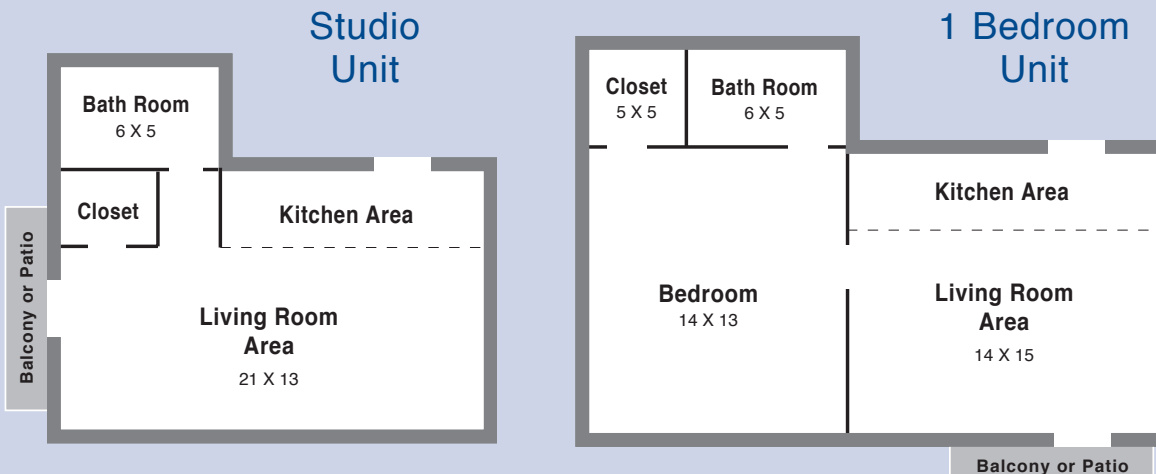 Studio
Unit
Bath Room
6 X 5
Closet
Kitchen Area
Balcony or Patio
Living Room
Area
21 X 13
1 Bedroom
Unit
Closet
5 X 5
Bath Room
6 X 5
Kitchen Area
Bedroom
14 X 13
Living Room
Area
14 X 15
Balcony or Patio